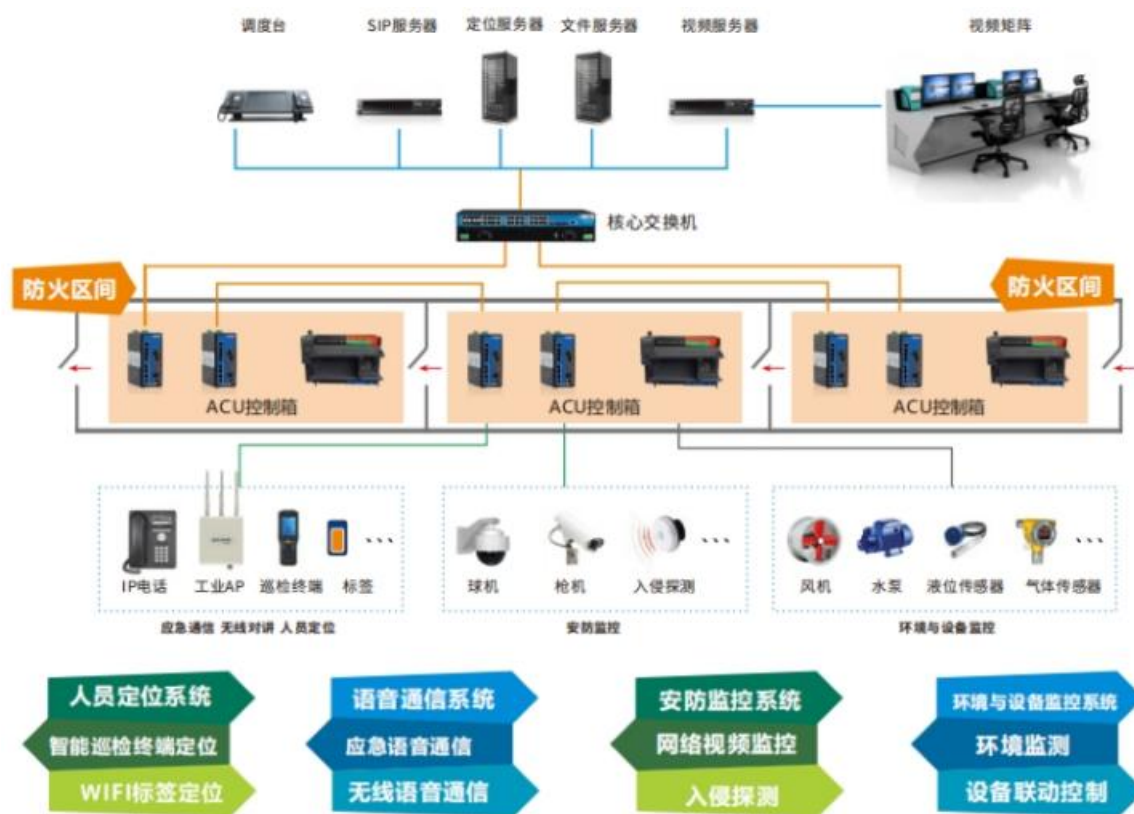 调度台
SIP服务器
定位服务器
文件服务器
视频服务器
视频矩阵
核心交换机
防火区间
防火区间
ACU控制箱
ACU控制箱
ACU控制箱
IP电话
工业AP
巡检终端
标签
球机
枪机
入侵探测
风机
水泵
液位传感器
气体传感器
应急通信 无线对讲 人员定位
安防监控
环境与设备监控
人员定位系统
语音通信系统
安防监控系统
环境与设备监控系统
智能巡检终端定位
应急语音通信
网络视频监控
环境监测
WIFI标签定位
无线语音通信
入侵探测
设备联动控制